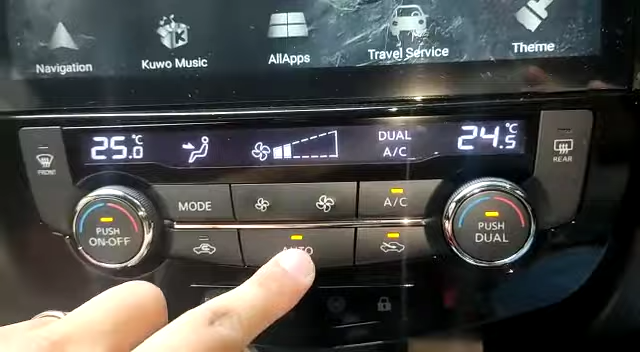 Navigation
Kuwo Music
AllApps
Travel Service
Theme
25.0°C
DUAL
A/C
24.5°C
FRONT
REAR
MODE
A/C
PUSH
ON-OFF
AUTO
PUSH
DUAL